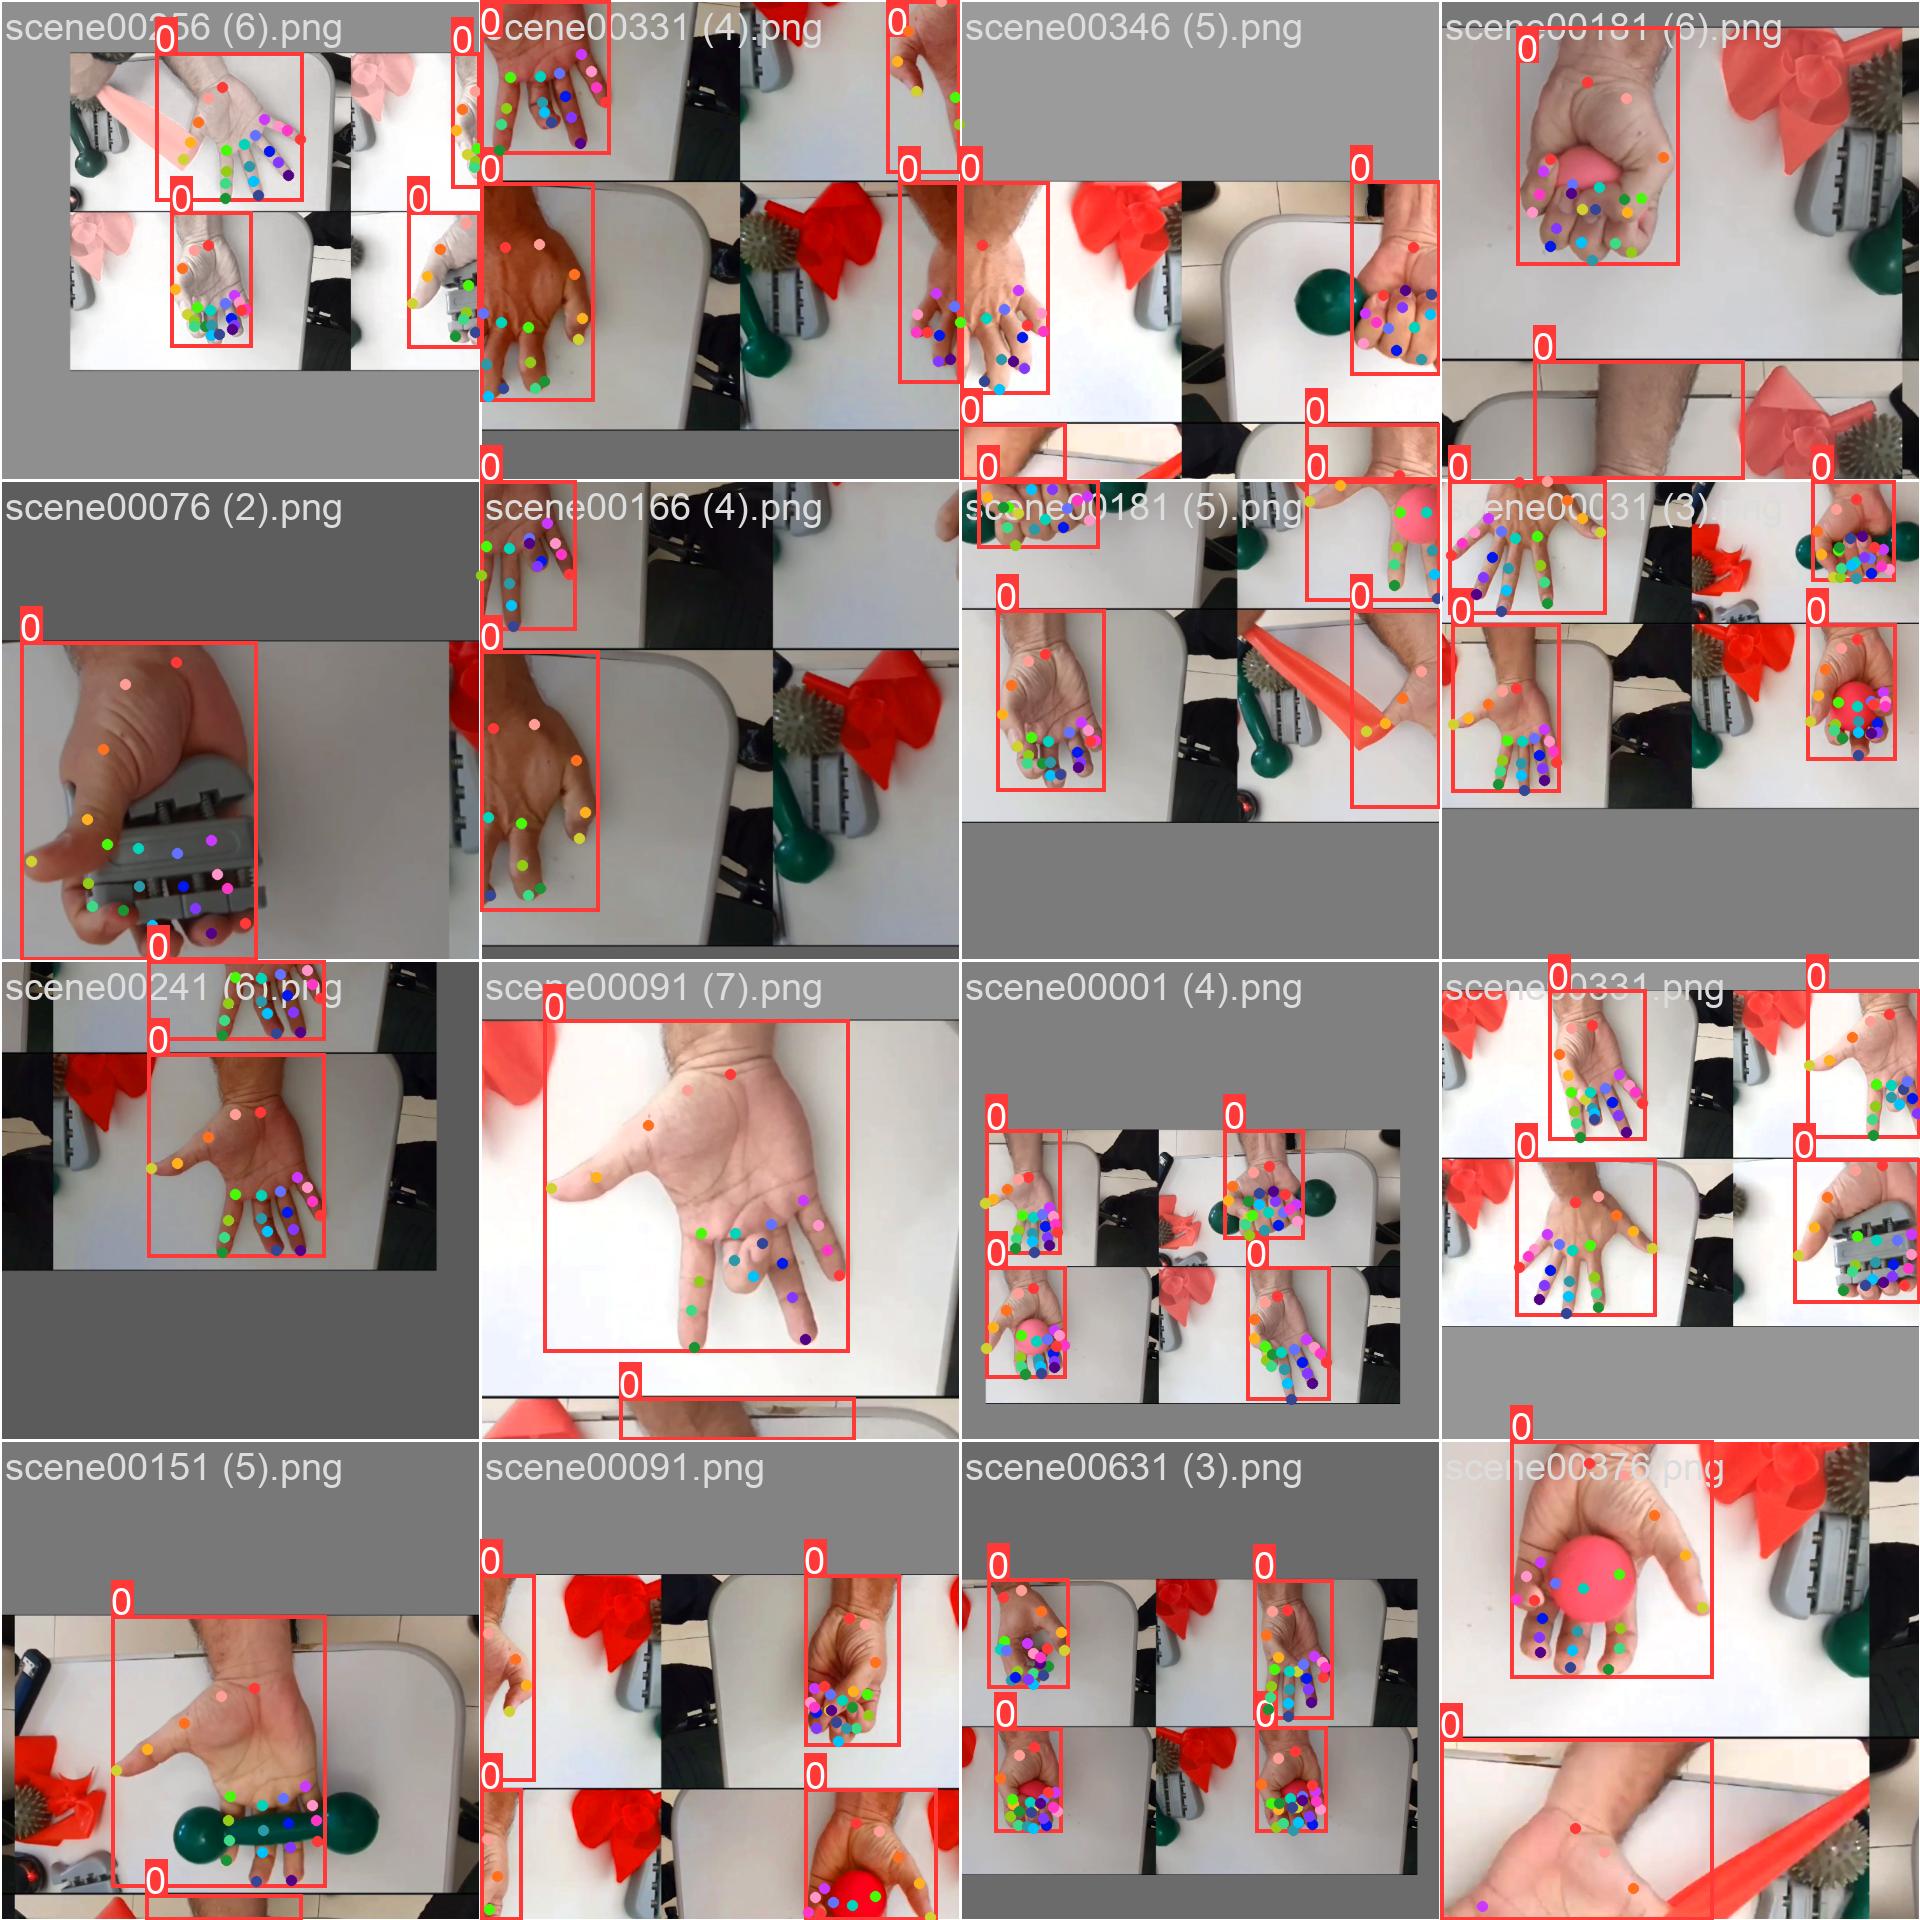 scene00256 (6).png
scene00331 (4).png
scene00346 (5).png
scene00181 (6).png
0 0 0 0 0 0 0 0 0 0 0 0 0 0 0 0
scene00076 (2).png
scene00166 (4).png
scene00181 (5).png
scene00031 (3).png
0 0 0 0 0 0 0 0 0 0 0 0 0
scene00241 (6).png
scene00091 (7).png
scene00001 (4).png
scene00331.png
0 0 0 0 0 0 0 0 0 0 0 0
scene00151 (5).png
scene00091.png
scene00631 (3).png
scene00376.png
0 0 0 0 0 0 0 0 0 0 0 0